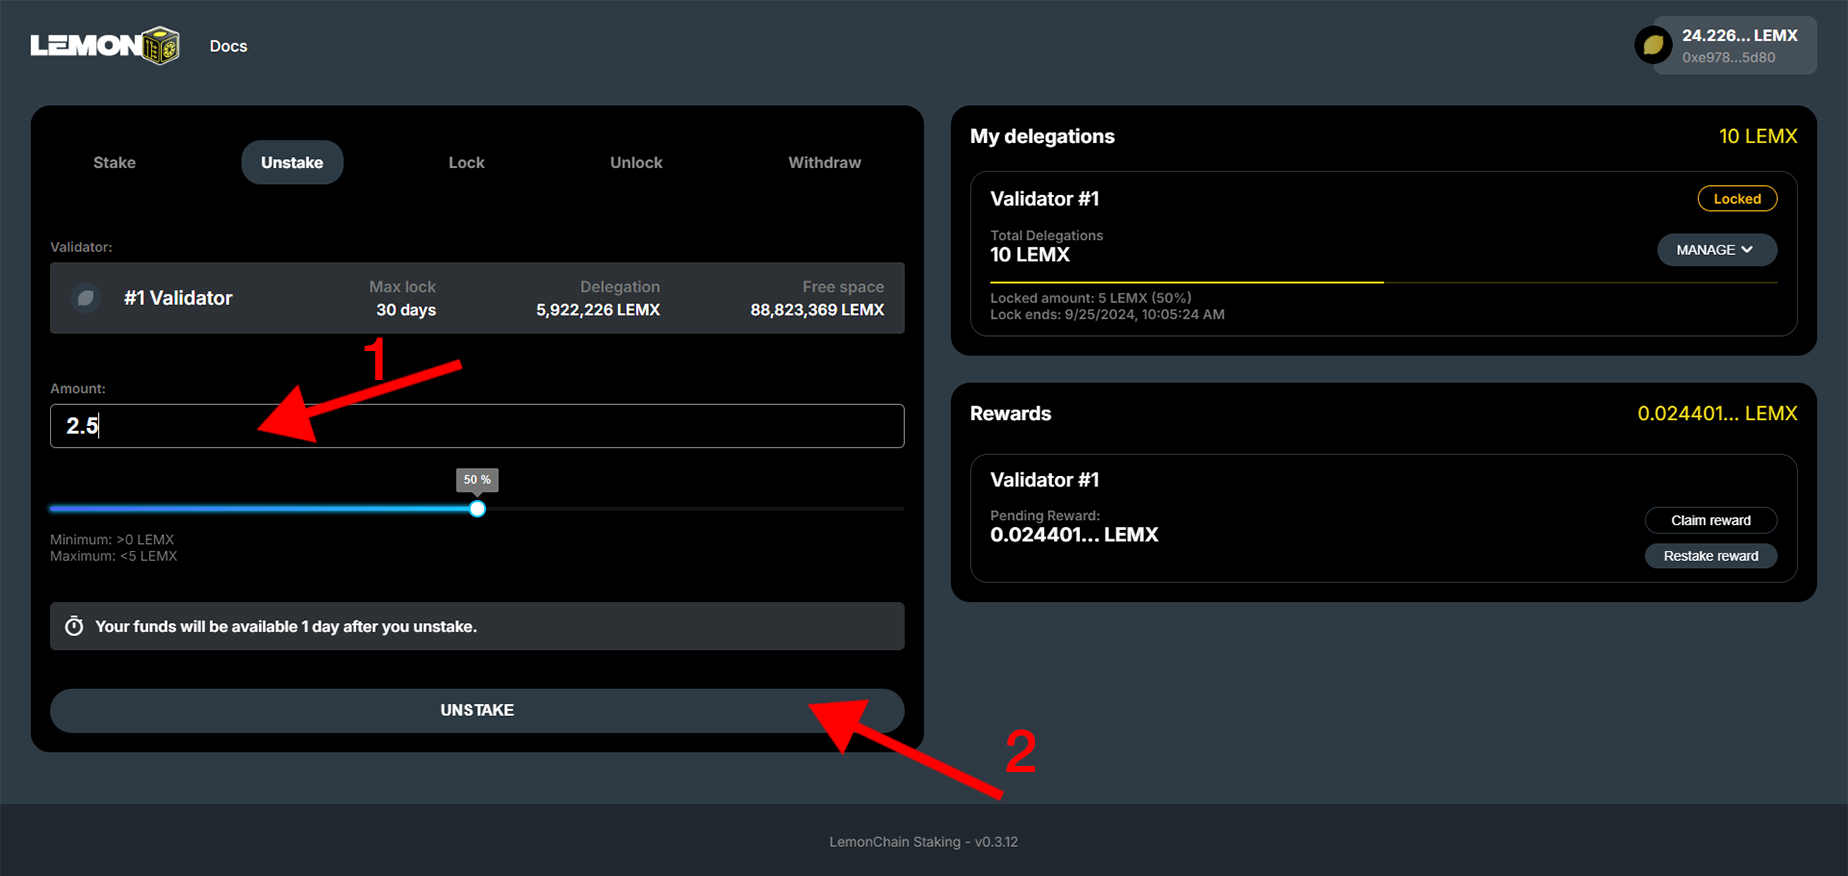 LEMON
Docs
24.226... LEMX
0xe978...5d80
Stake
Unstake
Lock
Unlock
Withdraw
Validator:
#1 Validator
Max lock
30 days
Delegation
5,922,226 LEMX
Free space
88,823,369 LEMX
1
Amount:
2.5
50 %
Minimum: >0 LEMX
Maximum: <5 LEMX
Your funds will be available 1 day after you unstake.
UNSTAKE
2
My delegations
10 LEMX
Validator #1
Locked
Total Delegations
10 LEMX
MANAGE
Locked amount: 5 LEMX (50%)
Lock ends: 9/25/2024, 10:05:24 AM
Rewards
0.024401... LEMX
Validator #1
Pending Reward:
0.024401... LEMX
Claim reward
Restake reward
LemonChain Staking - v0.3.12